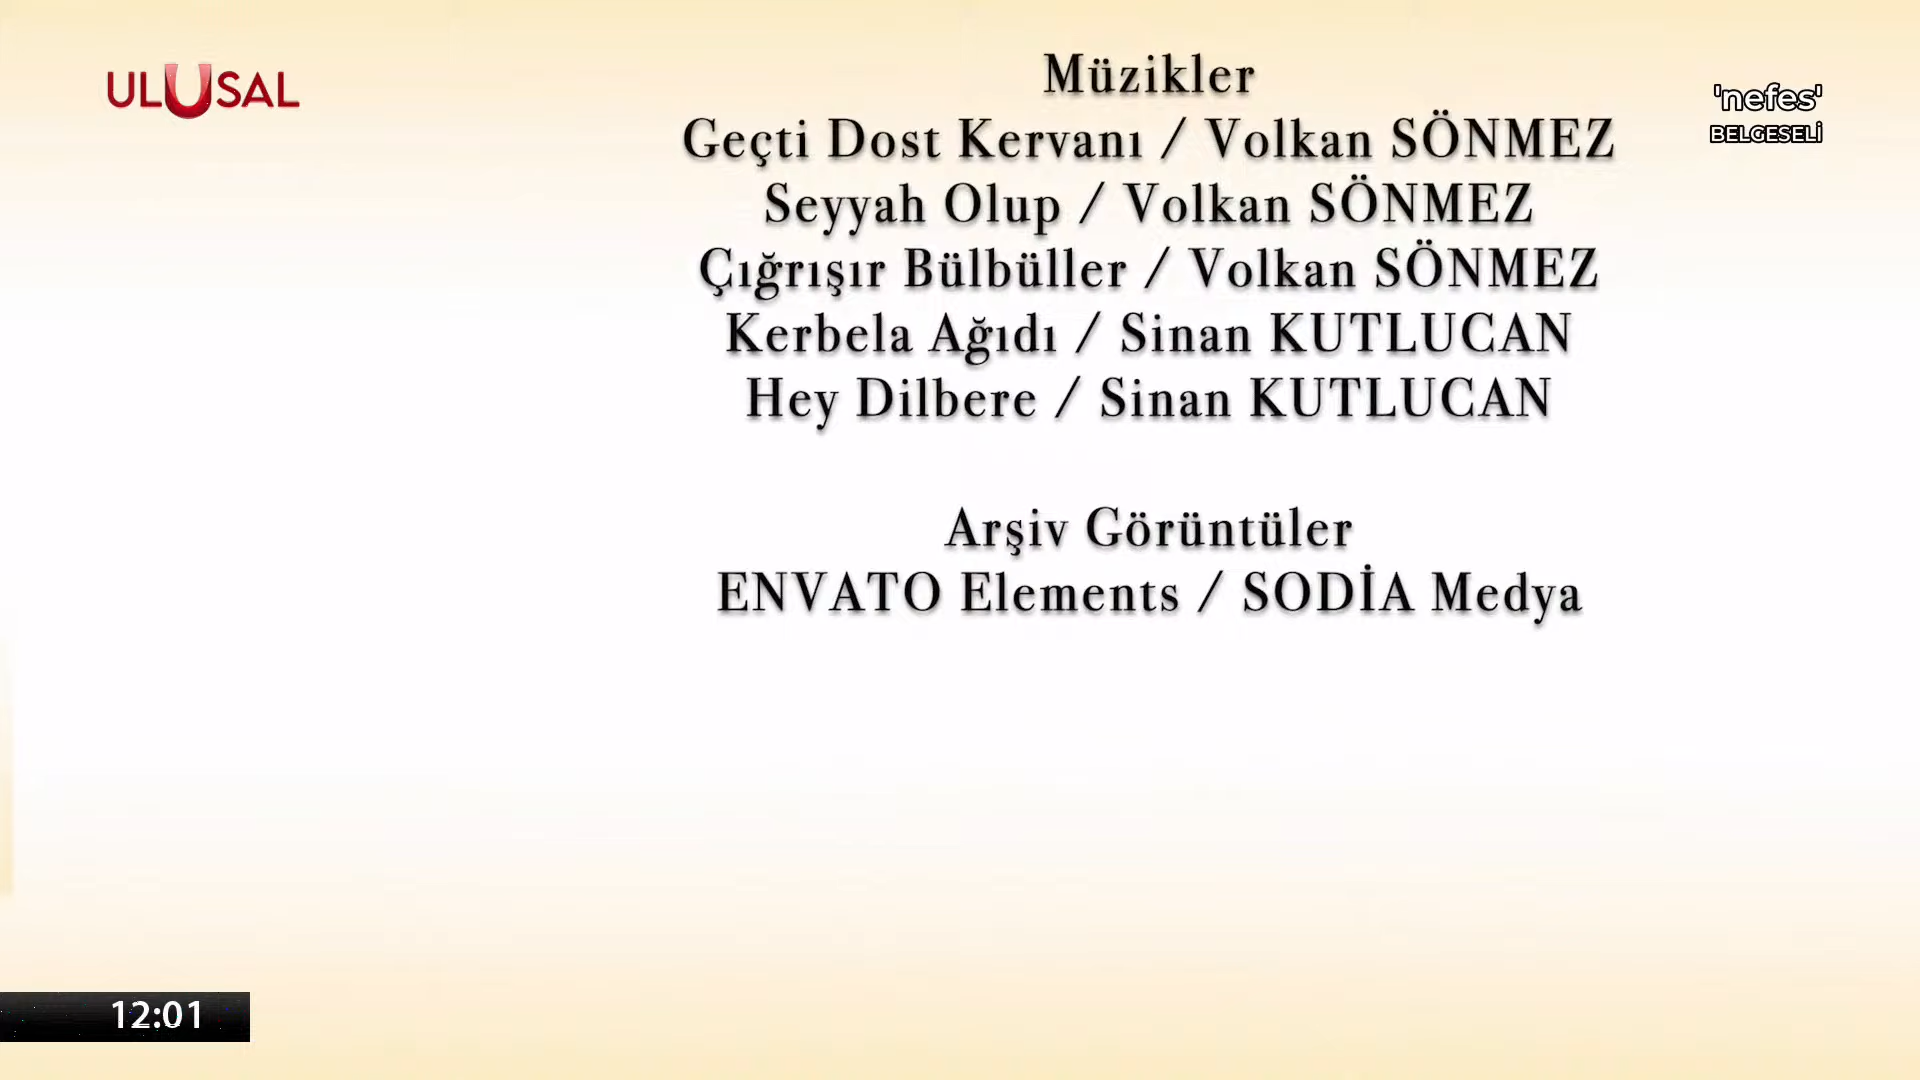 ULUSAL
'nefes'
BELGESELİ
Müzikler
Geçti Dost Kervanı / Volkan SÖNMEZ
Seyyah Olup / Volkan SÖNMEZ
Çığrışır Bülbüller / Volkan SÖNMEZ
Kerbela Ağıdı / Sinan KUTLUCAN
Hey Dilbere / Sinan KUTLUCAN
Arşiv Görüntüler
ENVATO Elements / SODİA Medya
12:01